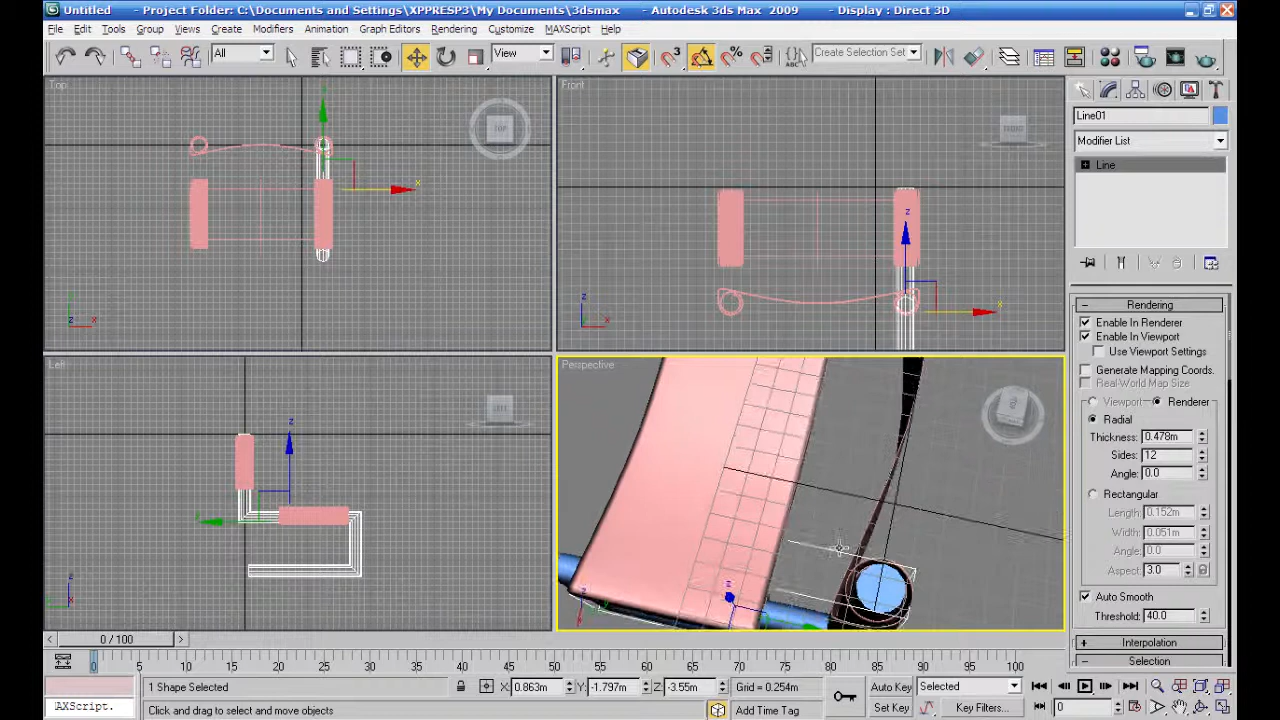 Untitled - Project Folder: C:\Documents and Settings\XPPRESP3\My Documents\3dsmax - Autodesk 3ds Max 2009 - Display : Direct 3D
File Edit Tools Group Views Create Modifiers Animation Graph Editors Rendering Customize MAXScript Help
All View Create Selection Set
Top
TOP
Front
FRONT
Left
LEFT
Perspective
Line01
Modifier List
Line
Rendering
Enable In Renderer
Enable In Viewport
Use Viewport Settings
Generate Mapping Coords.
Real-World Map Size
Viewport Renderer
Radial
Thickness: 0.478m
Sides: 12
Angle: 0.0
Rectangular
Length: 0.152m
Width: 0.051m
Angle: 0.0
Aspect: 3.0
Auto Smooth
Threshold: 40.0
Interpolation
Selection
0 / 100
0 5 10 15 20 25 30 35 40 45 50 55 60 65 70 75 80 85 90 95 100
1 Shape Selected X: 0.863m Y: -1.797m Z: -3.55m Grid = 0.254m Auto Key Selected
AXScript. Click and drag to select and move objects Add Time Tag Set Key Key Filters... 0